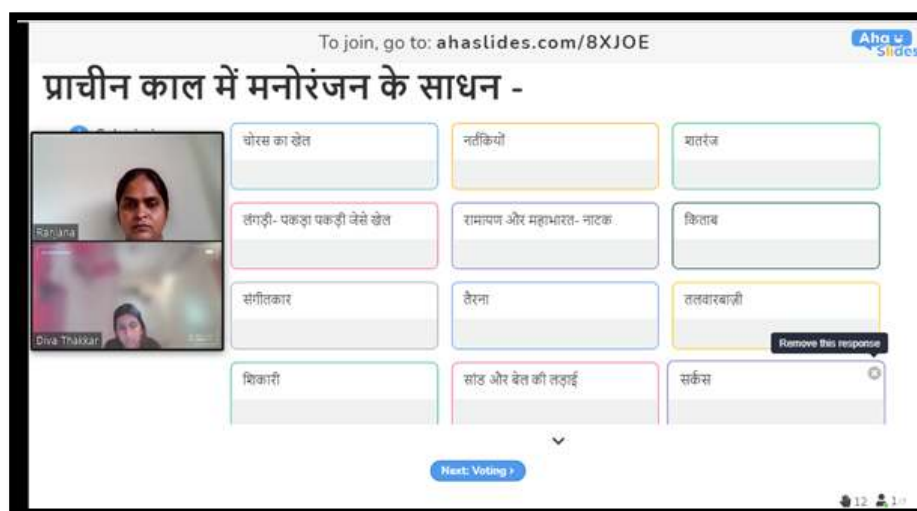 To join, go to: ahaslides.com/8XJOE
Aha Slides
प्राचीन काल में मनोरंजन के साधन -
चोरस का खेल
नर्तकियों
शतरंज
लंगड़ी- पकड़ा पकड़ी जेसे खेल
रामायण और महाभारत- नाटक
किताब
संगीतकार
तैरना
तलवारबाज़ी
Remove this response
शिकारी
सांड और बेल की लड़ाई
सर्कस
Ranjana
Diva Thakkar
Next: Voting >
12